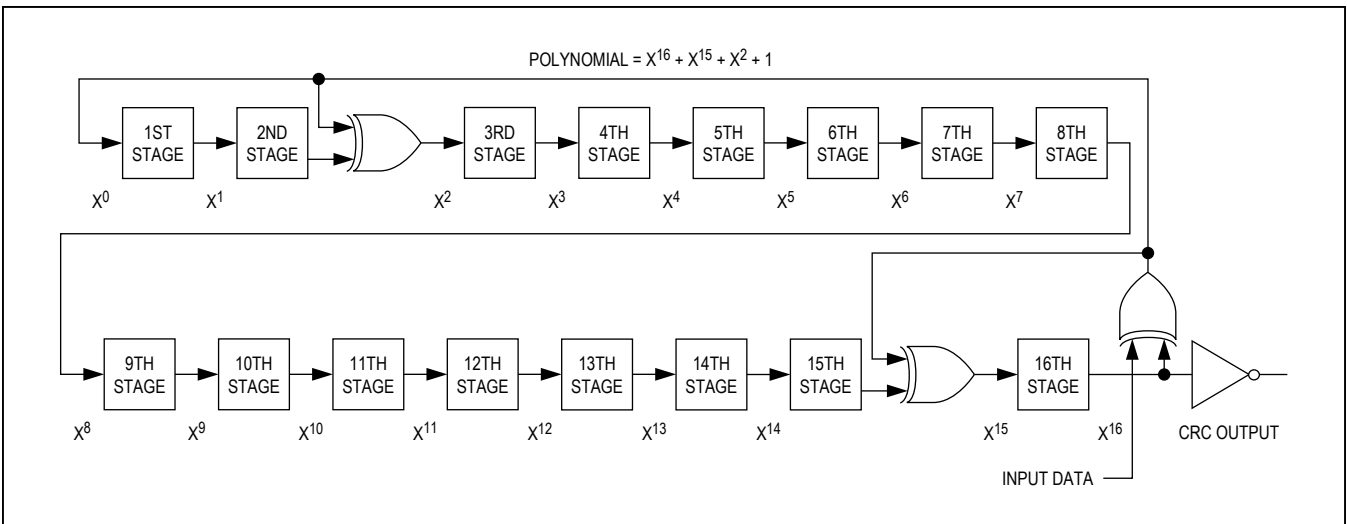 POLYNOMIAL = X16 + X15 + X2 + 1
1ST STAGE
2ND STAGE
3RD STAGE
4TH STAGE
5TH STAGE
6TH STAGE
7TH STAGE
8TH STAGE
X0
X1
X2
X3
X4
X5
X6
X7
9TH STAGE
10TH STAGE
11TH STAGE
12TH STAGE
13TH STAGE
14TH STAGE
15TH STAGE
16TH STAGE
X8
X9
X10
X11
X12
X13
X14
X15
X16
CRC OUTPUT
INPUT DATA